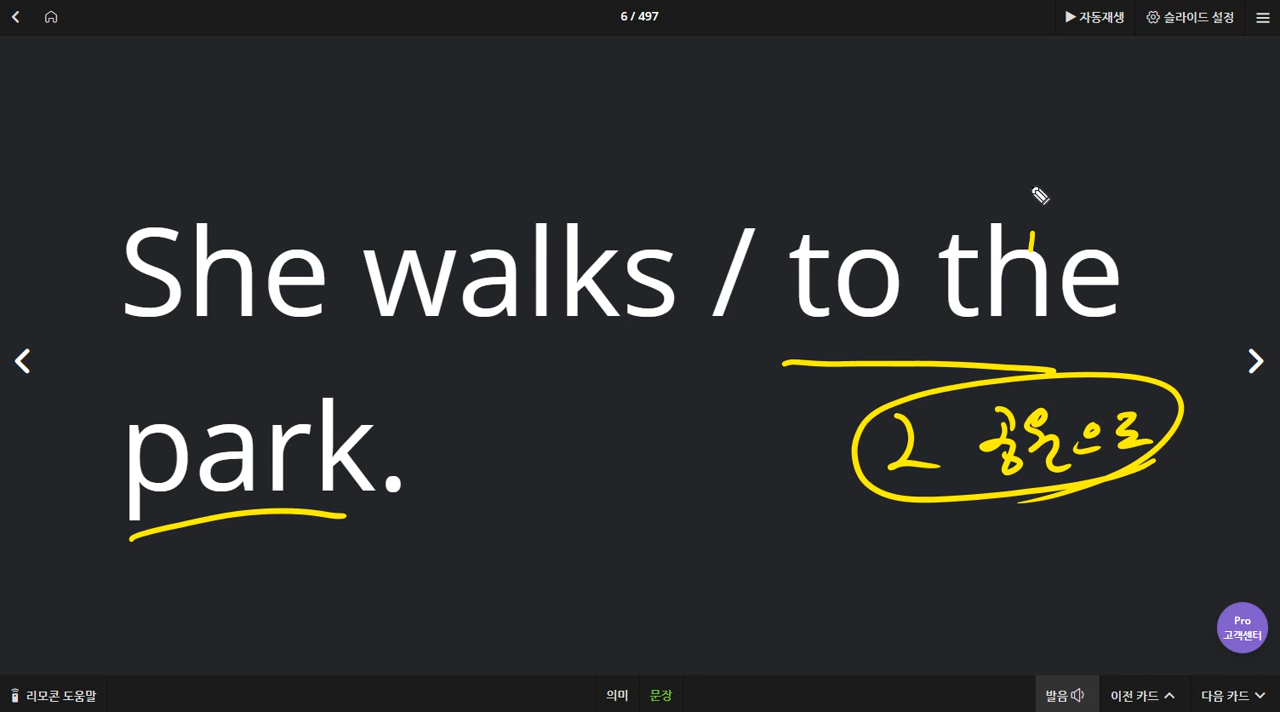 6 / 497
자동재생
슬라이드 설정
She walks / to the
park.
2 공원으로
Pro
고객센터
리모콘 도움말
의미
문장
발음
이전 카드
다음 카드